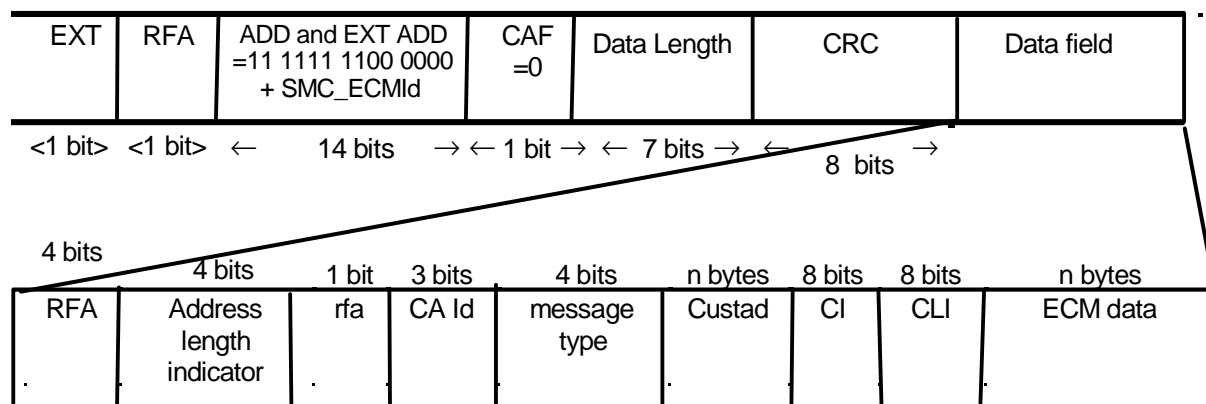 EXT RFA ADD and EXT ADD =11 1111 1100 0000 + SMC_ECMId CAF =0 Data Length CRC Data field
<1 bit> <1 bit> ← 14 bits → ← 1 bit → ← 7 bits → ← 8 bits →
4 bits 4 bits 1 bit 3 bits 4 bits n bytes 8 bits 8 bits n bytes
RFA Address length indicator rfa CA Id message type Custad CI CLI ECM data